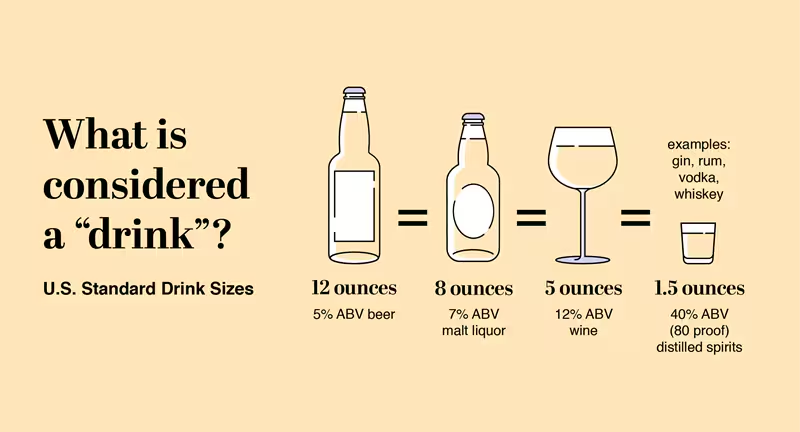 What is
considered
a “drink”?
U.S. Standard Drink Sizes
=
=
=
examples:
gin, rum,
vodka,
whiskey
12 ounces
5% ABV beer
8 ounces
7% ABV
malt liquor
5 ounces
12% ABV
wine
1.5 ounces
40% ABV
(80 proof)
distilled spirits